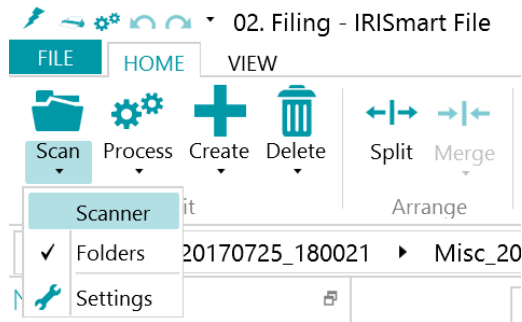 02. Filing - IRISmart File
FILE HOME VIEW
Scan Process Create Delete Split Merge
Arrange
Scanner
Folders
20170725_180021 Misc_20
Settings